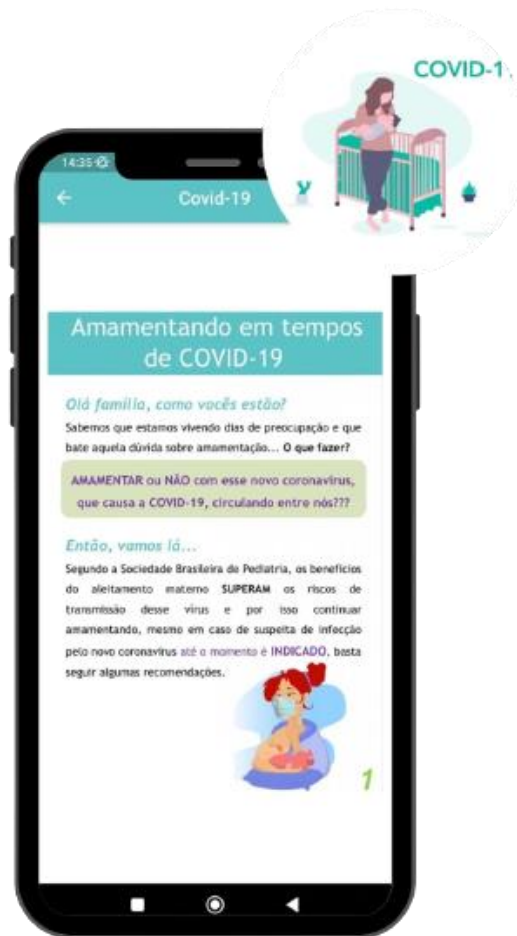 COVID-1
14:35
Covid-19
Amamentando em tempos
de COVID-19
Olá família, como vocês estão?
Sabemos que estamos vivendo dias de preocupação e que
bate aquela dúvida sobre amamentação... O que fazer?
AMAMENTAR ou NÃO com esse novo coronavírus,
que causa a COVID-19, circulando entre nós???
Então, vamos lá...
Segundo a Sociedade Brasileira de Pediatria, os benefícios
do aleitamento materno SUPERAM os riscos de
transmissão desse vírus e por isso continuar
amamentando, mesmo em caso de suspeita de infecção
pelo novo coronavírus até o momento é INDICADO, basta
seguir algumas recomendações.
1